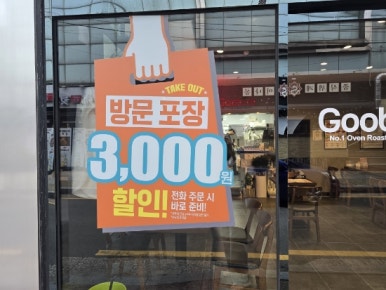 TAKE OUT
방문 포장
3,000원
할인!
전화 주문 시
바로 준비!
Goob
No.1 Oven Roast